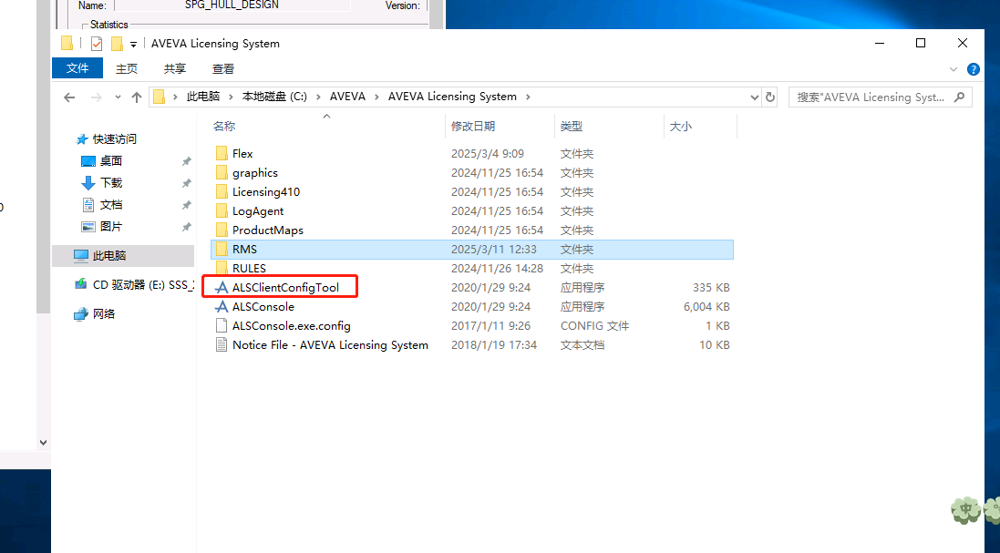 Name:
SPG_HULL_DESIGN
Version:
Statistics
AVEVA Licensing System
文件
主页
共享
查看
此电脑
本地磁盘 (C:)
AVEVA
AVEVA Licensing System
搜索"AVEVA Licensing Syst...
名称
修改日期
类型
大小
快速访问
桌面
下载
文档
图片
此电脑
CD 驱动器 (E:) SSS_
网络
Flex 2025/3/4 9:09 文件夹
graphics 2024/11/25 16:54 文件夹
Licensing410 2024/11/25 16:54 文件夹
LogAgent 2024/11/25 16:54 文件夹
ProductMaps 2024/11/25 16:54 文件夹
RMS 2025/3/11 12:33 文件夹
RULES 2024/11/26 14:28 文件夹
ALSClientConfigTool 2020/1/29 9:24 应用程序 335 KB
ALSConsole 2020/1/29 9:24 应用程序 6,004 KB
ALSConsole.exe.config 2017/1/11 9:26 CONFIG 文件 1 KB
Notice File - AVEVA Licensing System 2018/1/19 17:34 文本文档 10 KB
中